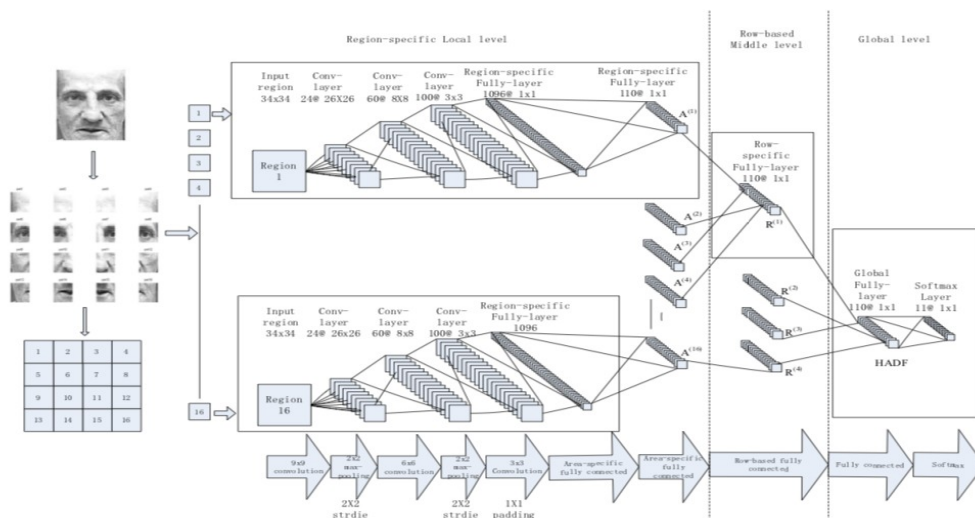 Region-specific Local level
Row-based
Middle level
Global level
Input
region
34x34
Conv-
layer
24@ 26X26
Conv-
layer
60@ 8X8
Conv-
layer
100@ 3x3
Region-specific
Fully-layer
1096@ 1x1
Region-specific
Fully-layer
110@ 1x1
1
2
3
4
Region
1
A(1)
Row-
specific
Fully-layer
110@ 1x1
R(1)
A(2)
A(3)
A(4)
1
2
3
4
5
6
7
8
9
10
11
12
13
14
15
16
Input
region
34x34
Conv-
layer
24@ 26x26
Conv-
layer
60@ 8x8
Conv-
layer
100@ 3x3
Region-specific
Fully-layer
1096
16
Region
16
A(16)
R(2)
R(3)
R(4)
Global
Fully-
layer
110@ 1x1
Softmax
Layer
11@ 1x1
HADF
9x9
convolution
2x2
max-
pooling
6x6
convolution
2x2
max-
pooling
3x3
Convolution
Area-specific
fully connected
Area-specific
fully
connected
Row-based fully
connecting
Fully connected
Softmax
2X2
strdie
2X2
strdie
1X1
padding